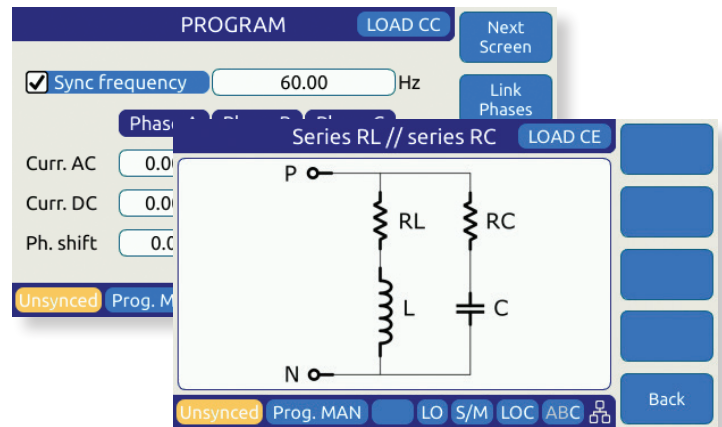 PROGRAM LOAD CC
Next
Screen
Sync frequency 60.00 Hz
Link
Phases
Curr. AC
Curr. DC
Ph. shift
Unsynced
Series RL // series RC LOAD CE
P
RL RC
L C
N
Unsynced Prog. MAN LO S/M LOC ABC
Back